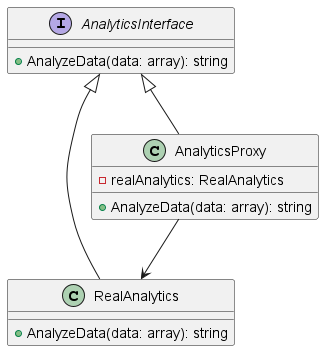 I AnalyticsInterface
AnalyzeData(data: array): string
C AnalyticsProxy
realAnalytics: RealAnalytics
AnalyzeData(data: array): string
C RealAnalytics
AnalyzeData(data: array): string